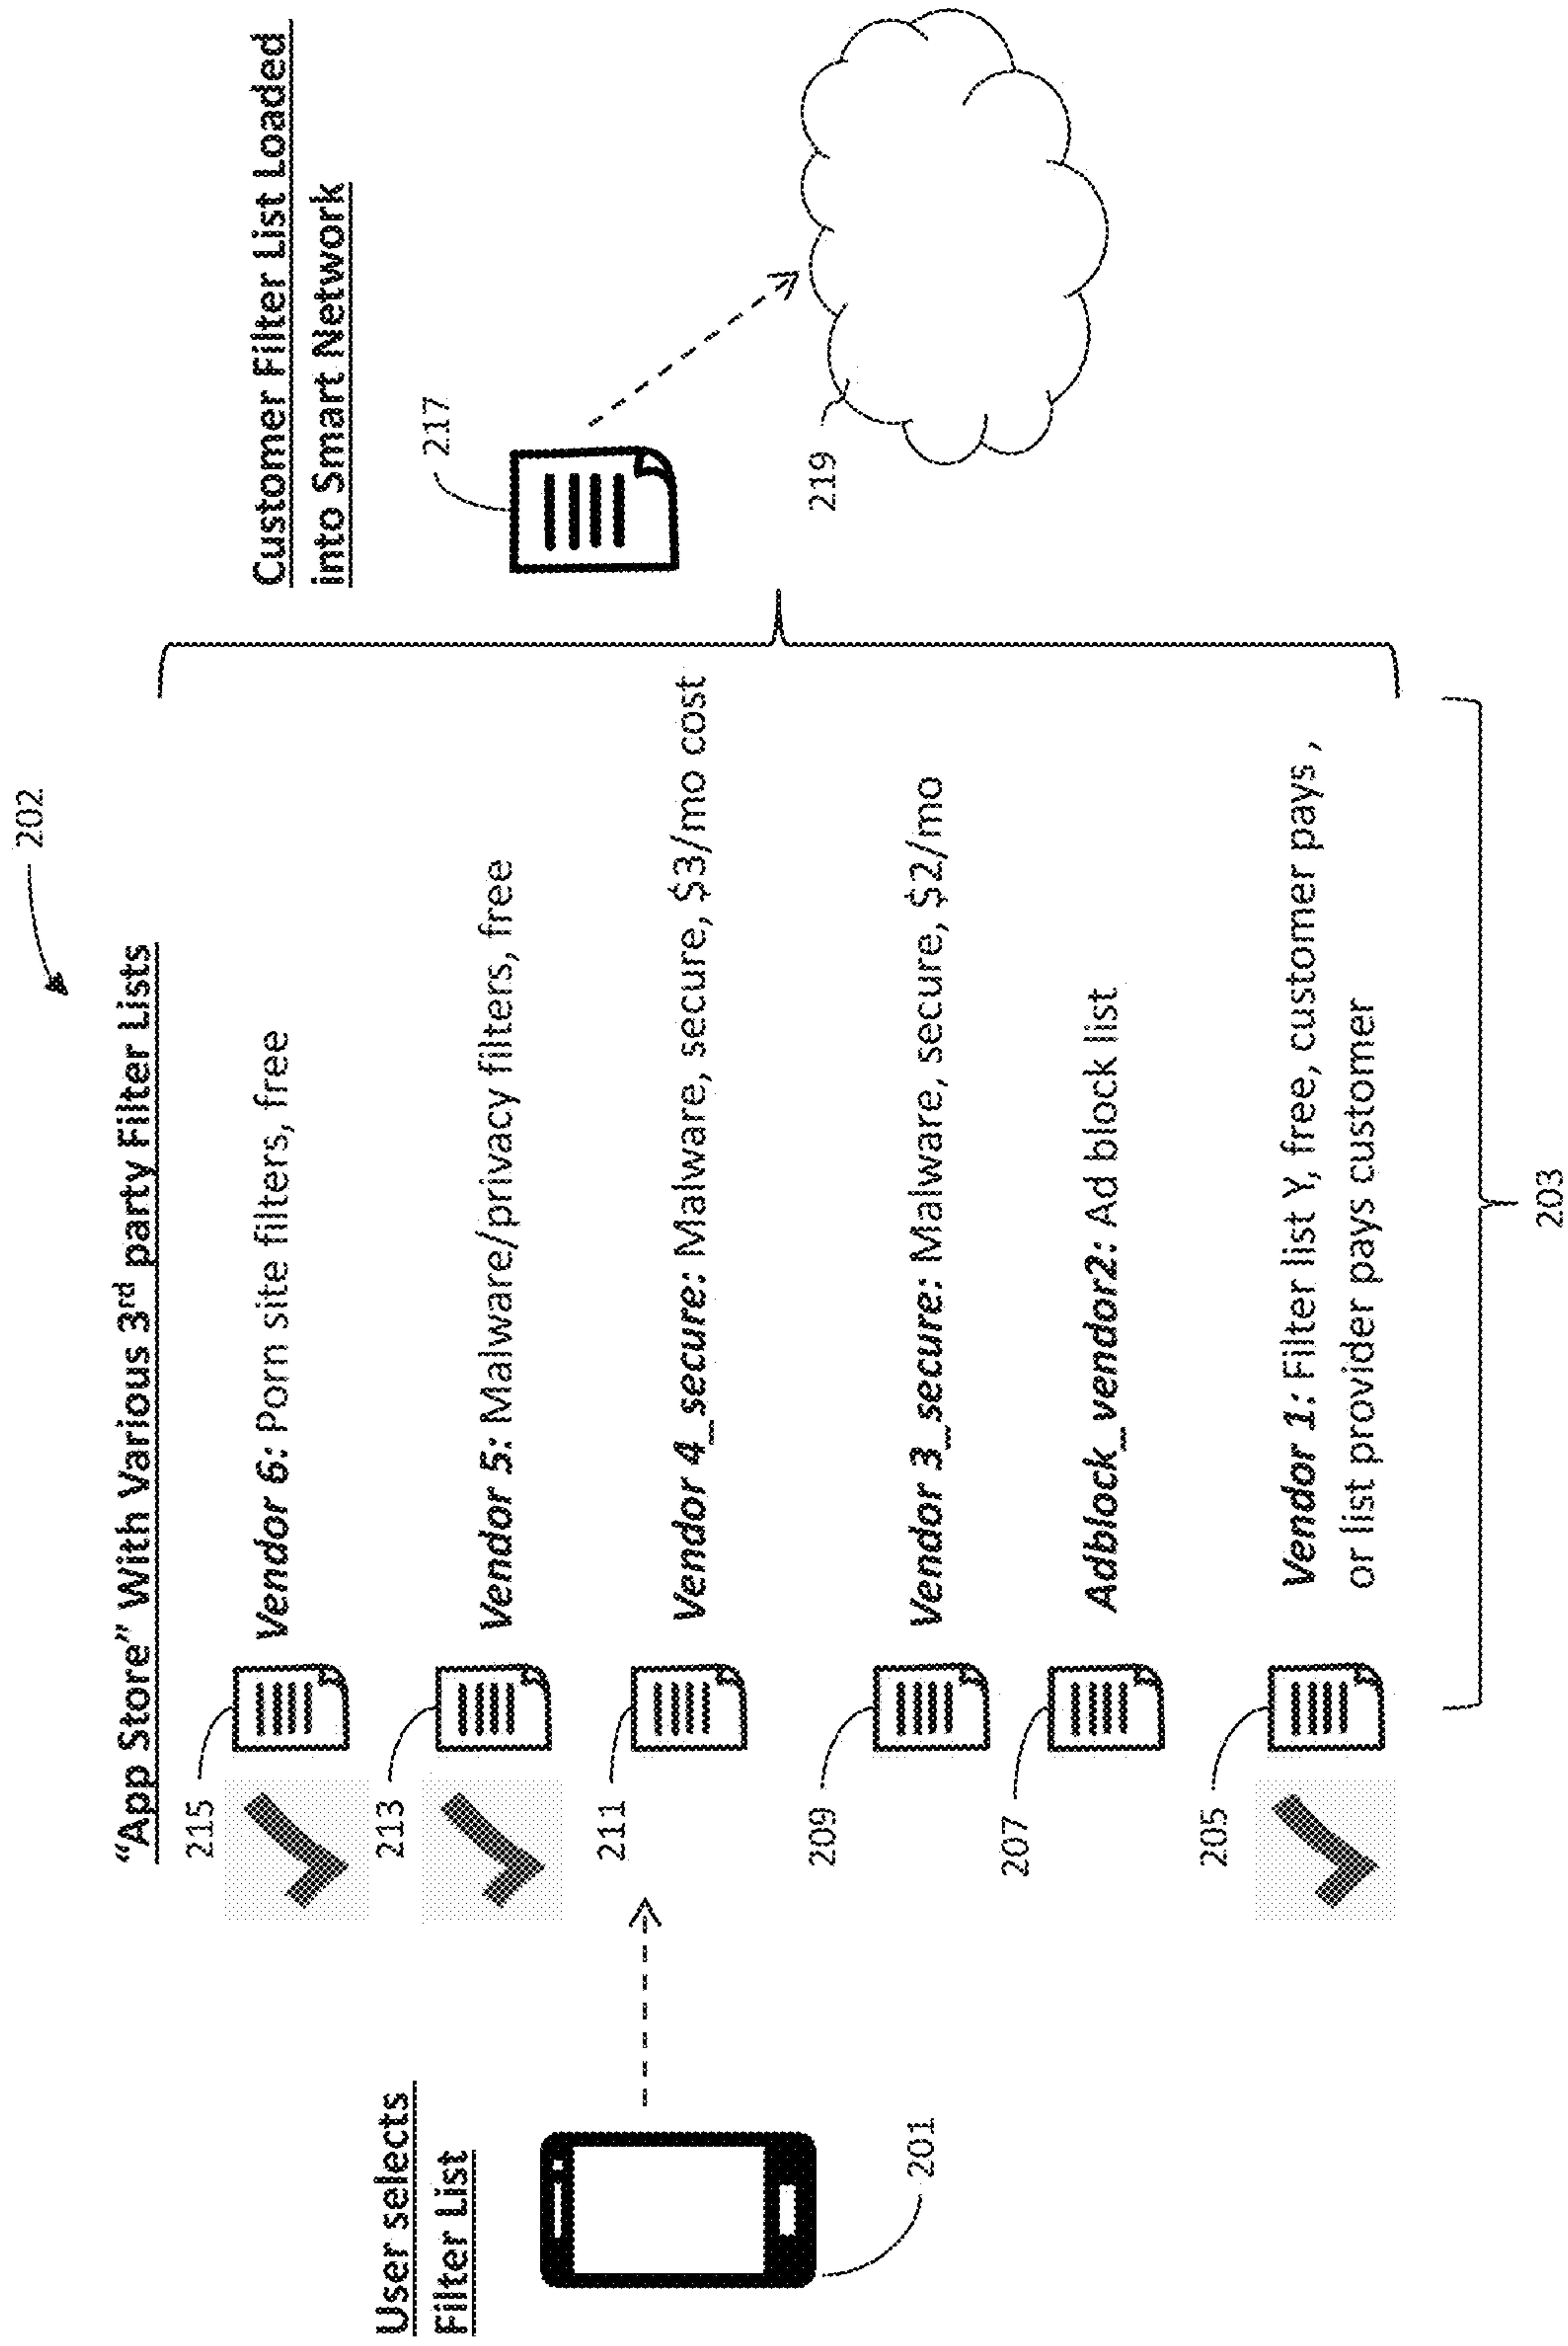 202
User selects
Filter List
201
“App Store” With Various 3rd party Filter Lists
215
Vendor 6: Porn site filters, free
213
Vendor 5: Malware/privacy filters, free
211
Vendor 4_secure: Malware, secure, $3/mo cost
209
Vendor 3_secure: Malware, secure, $2/mo
207
Adblock_vendor2: Ad block list
205
Vendor 1: Filter list Y, free, customer pays ,
or list provider pays customer
203
Customer Filter List Loaded
into Smart Network
217
219